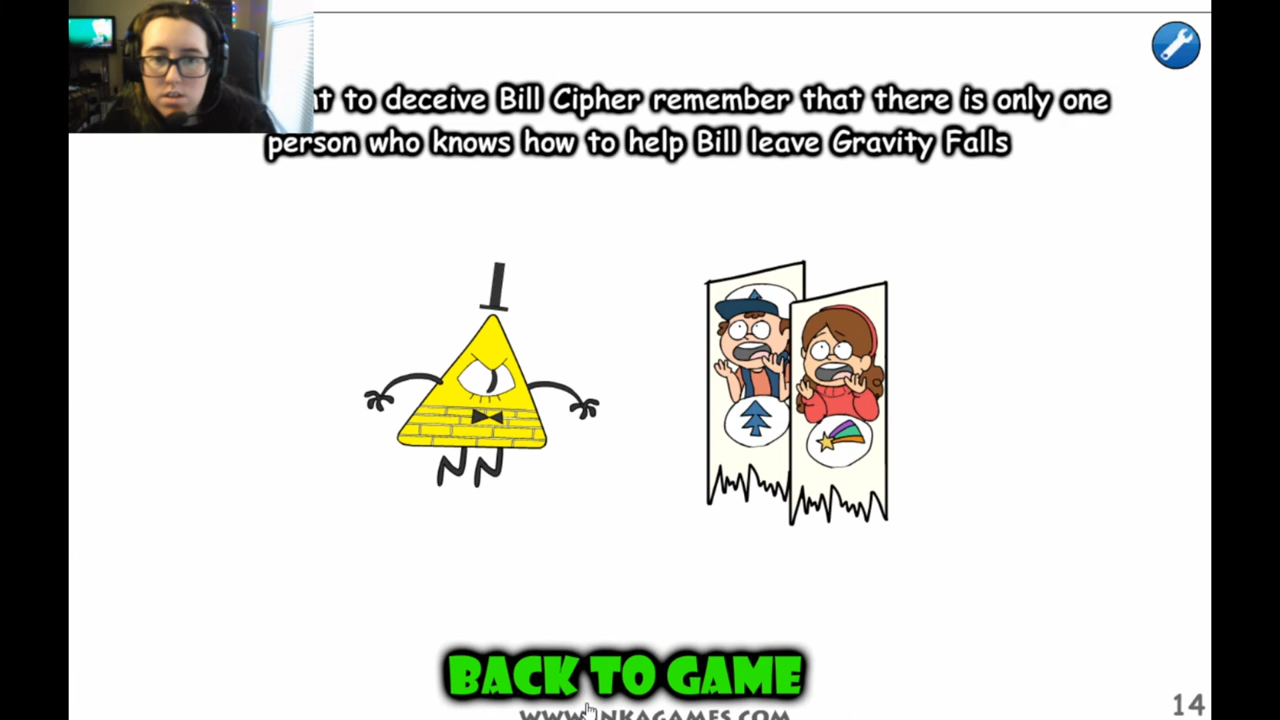 to deceive Bill Cipher remember that there is only one
person who knows how to help Bill leave Gravity Falls
BACK TO GAME
14